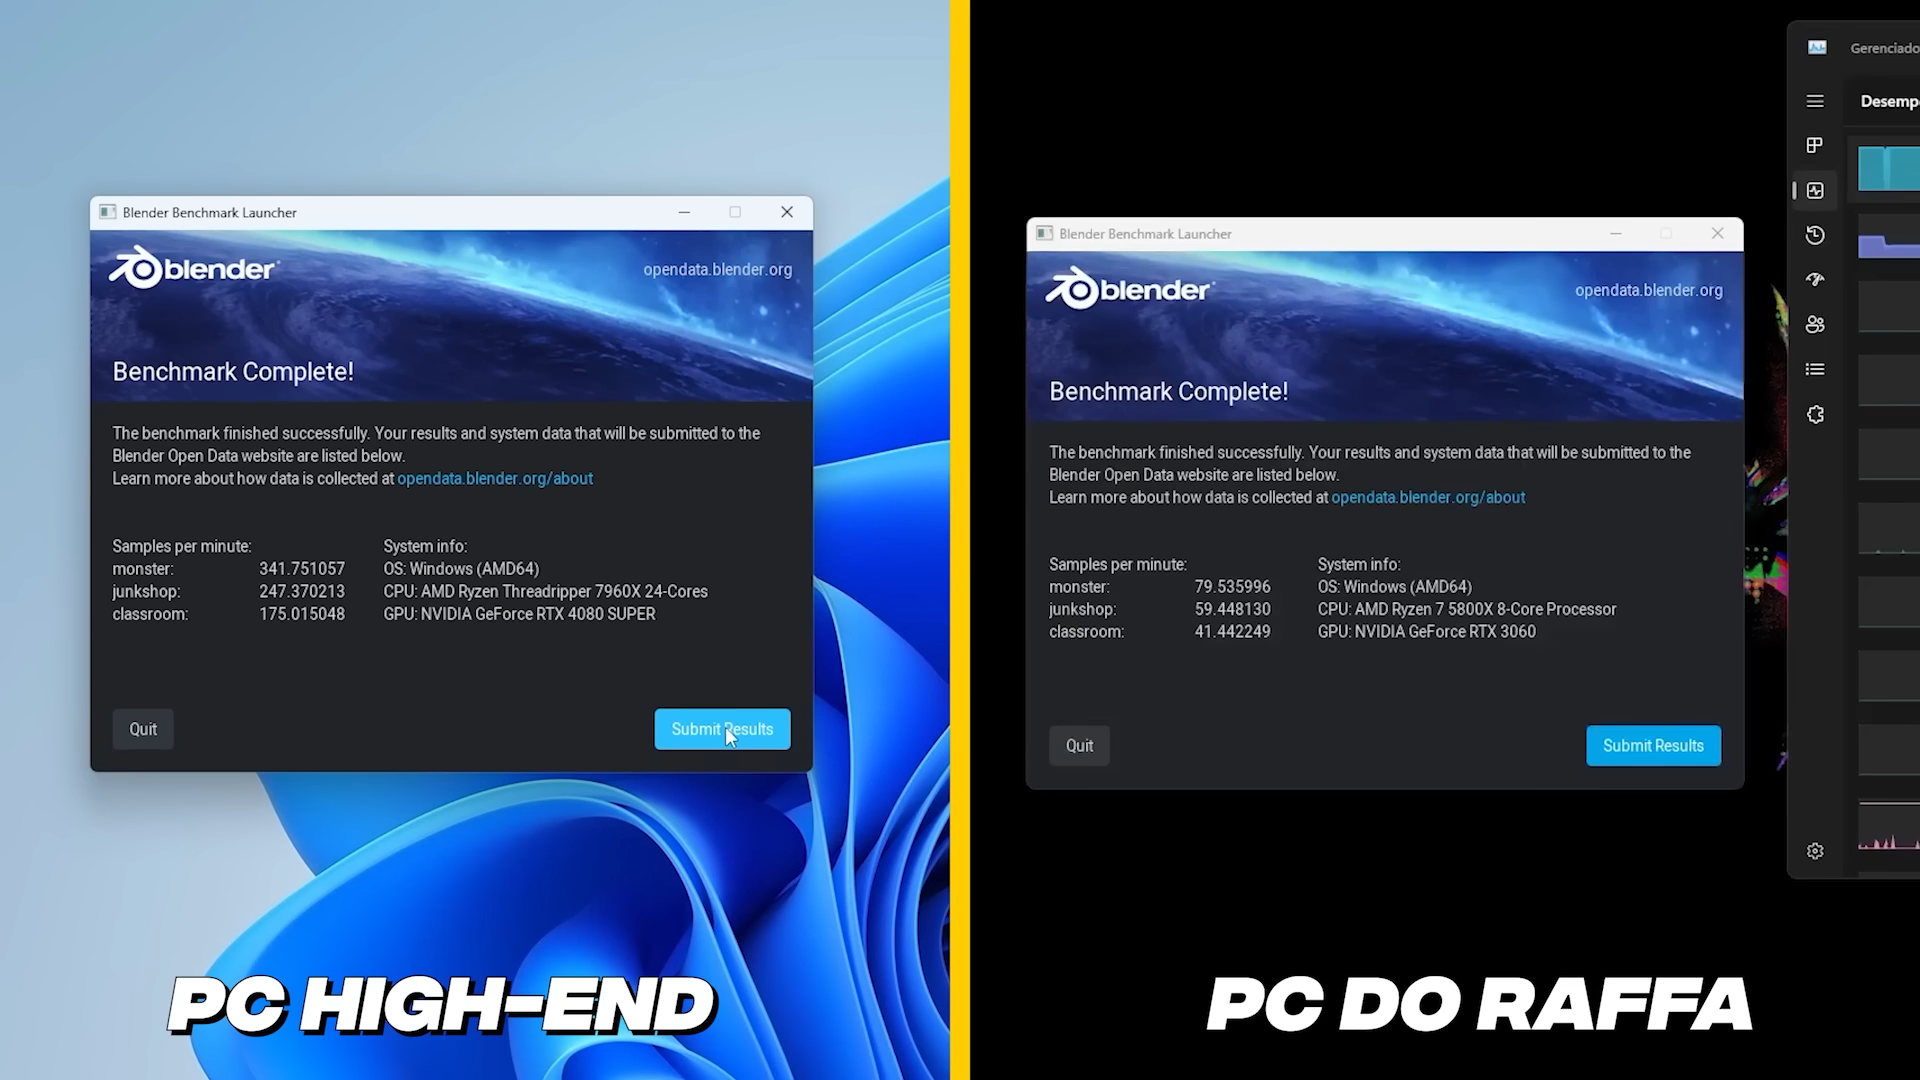 Blender Benchmark Launcher
blender
opendata.blender.org
Benchmark Complete!
The benchmark finished successfully. Your results and system data that will be submitted to the
Blender Open Data website are listed below.
Learn more about how data is collected at opendata.blender.org/about
Samples per minute:
monster: 341.751057
junkshop: 247.370213
classroom: 175.015048
System info:
OS: Windows (AMD64)
CPU: AMD Ryzen Threadripper 7960X 24-Cores
GPU: NVIDIA GeForce RTX 4080 SUPER
Quit
Submit Results
PC HIGH-END
Blender Benchmark Launcher
blender
opendata.blender.org
Benchmark Complete!
The benchmark finished successfully. Your results and system data that will be submitted to the
Blender Open Data website are listed below.
Learn more about how data is collected at opendata.blender.org/about
Samples per minute:
monster: 79.535996
junkshop: 59.448130
classroom: 41.442249
System info:
OS: Windows (AMD64)
CPU: AMD Ryzen 7 5800X 8-Core Processor
GPU: NVIDIA GeForce RTX 3060
Quit
Submit Results
PC DO RAFFA
Gerenciado
Desemp